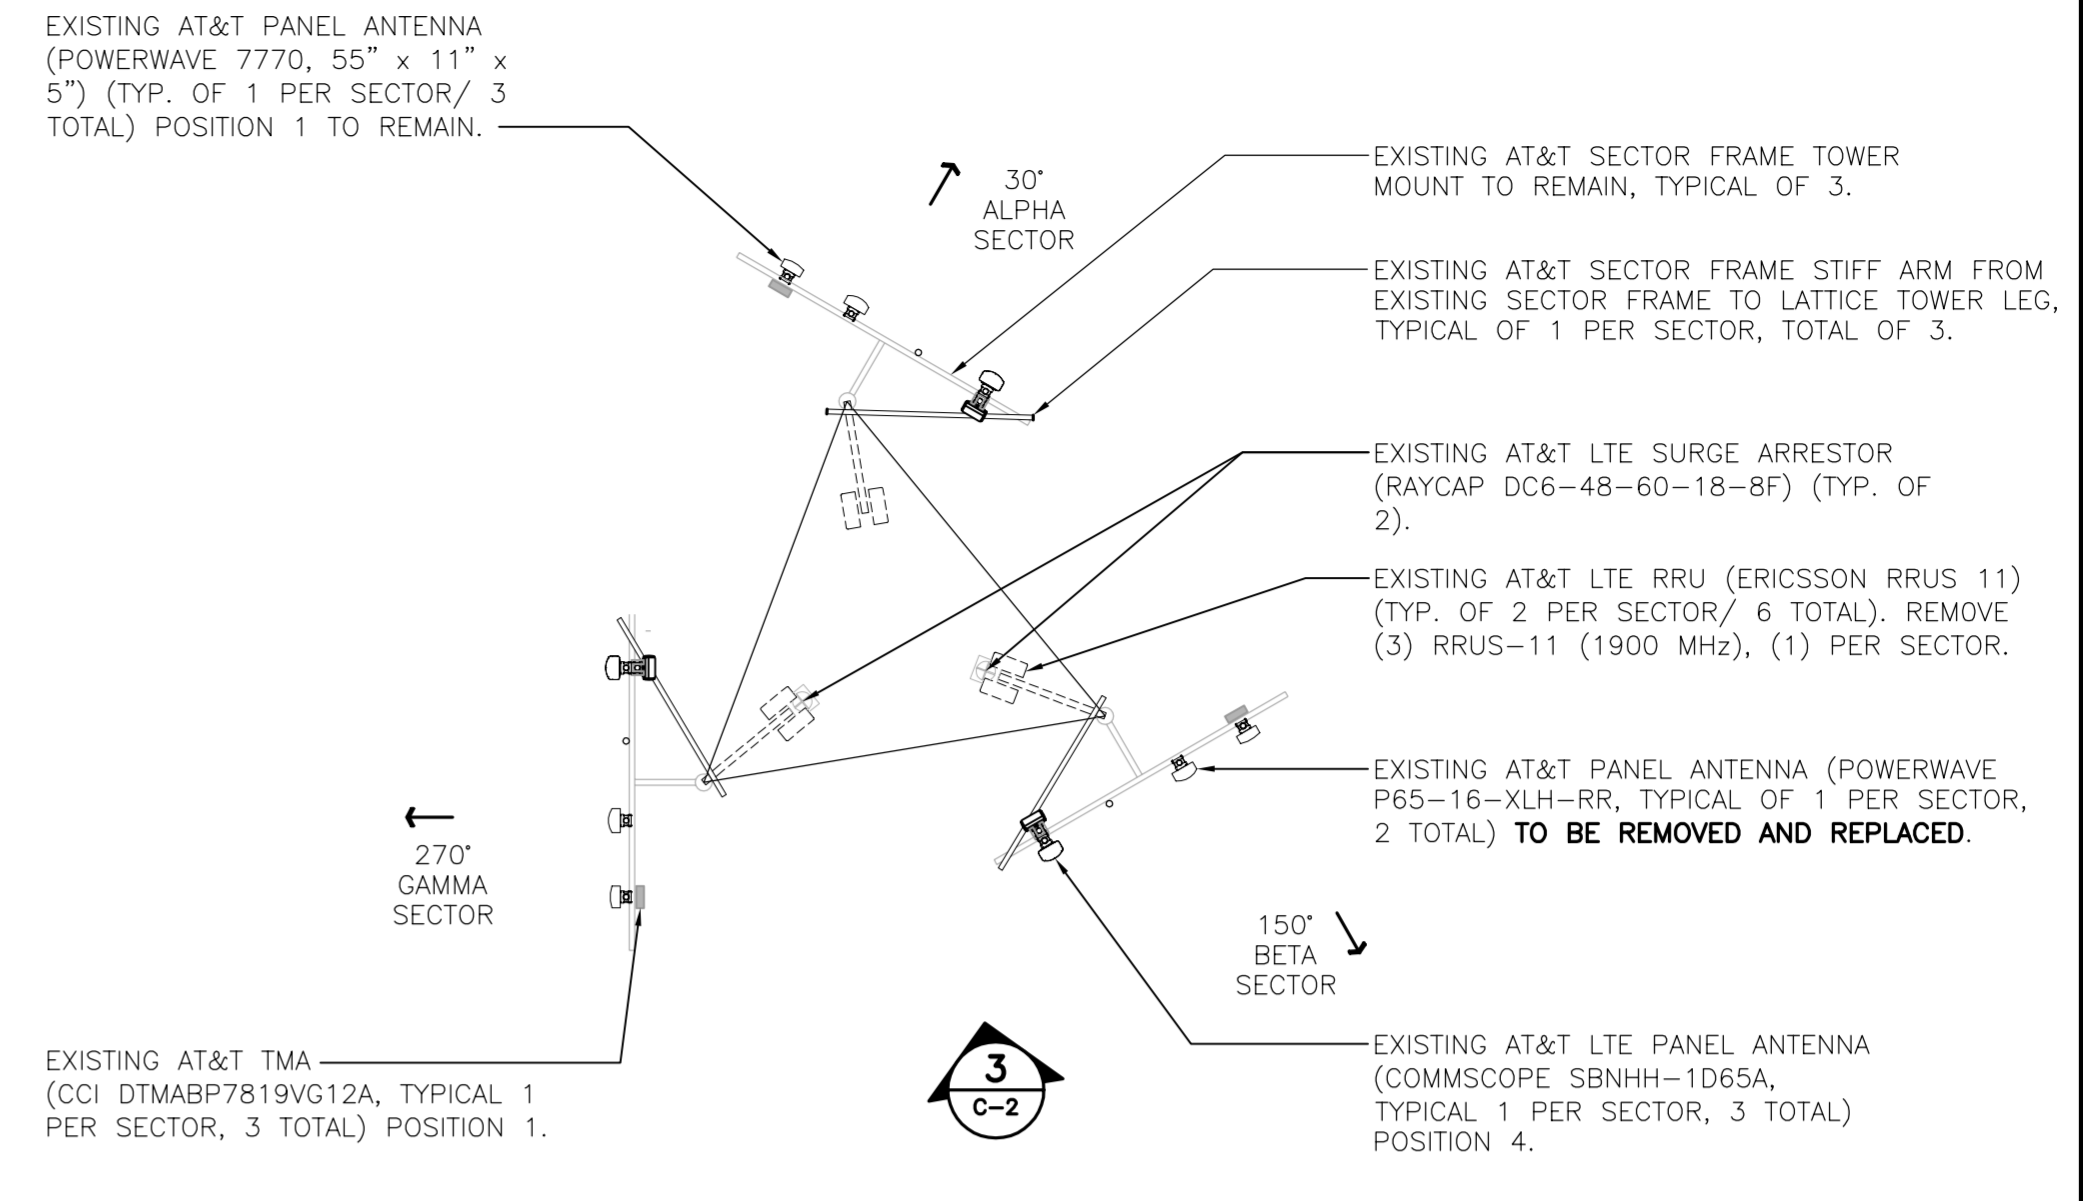 EXISTING AT&T PANEL ANTENNA
(POWERWAVE 7770, 55” x 11” x
5”) (TYP. OF 1 PER SECTOR/ 3
TOTAL) POSITION 1 TO REMAIN.
30°
ALPHA
SECTOR
EXISTING AT&T SECTOR FRAME TOWER
MOUNT TO REMAIN, TYPICAL OF 3.
EXISTING AT&T SECTOR FRAME STIFF ARM FROM
EXISTING SECTOR FRAME TO LATTICE TOWER LEG,
TYPICAL OF 1 PER SECTOR, TOTAL OF 3.
EXISTING AT&T LTE SURGE ARRESTOR
(RAYCAP DC6-48-60-18-8F) (TYP. OF
2).
EXISTING AT&T LTE RRU (ERICSSON RRUS 11)
(TYP. OF 2 PER SECTOR/ 6 TOTAL). REMOVE
(3) RRUS-11 (1900 MHz), (1) PER SECTOR.
EXISTING AT&T PANEL ANTENNA (POWERWAVE
P65-16-XLH-RR, TYPICAL OF 1 PER SECTOR,
2 TOTAL) TO BE REMOVED AND REPLACED.
270°
GAMMA
SECTOR
150°
BETA
SECTOR
EXISTING AT&T TMA
(CCI DTMABP7819VG12A, TYPICAL 1
PER SECTOR, 3 TOTAL) POSITION 1.
3
C-2
EXISTING AT&T LTE PANEL ANTENNA
(COMMSCOPE SBNHH-1D65A,
TYPICAL 1 PER SECTOR, 3 TOTAL)
POSITION 4.